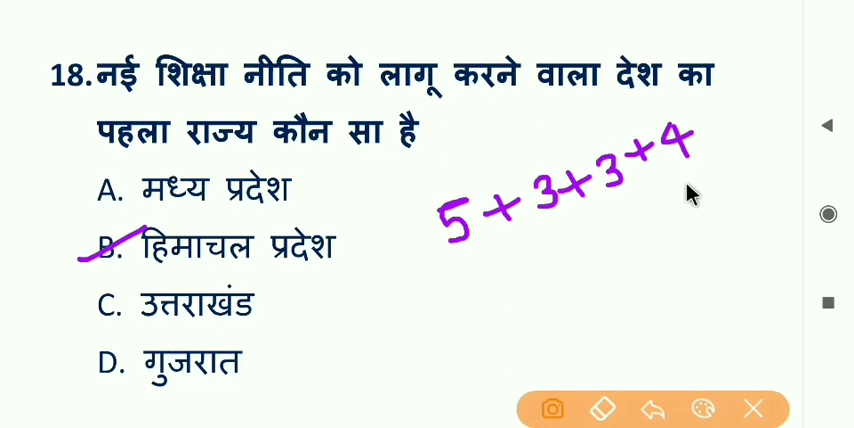 18. नई शिक्षा नीति को लागू करने वाला देश का
पहला राज्य कौन सा है
A. मध्य प्रदेश
B. हिमाचल प्रदेश
C. उत्तराखंड
D. गुजरात
5+3+3+4